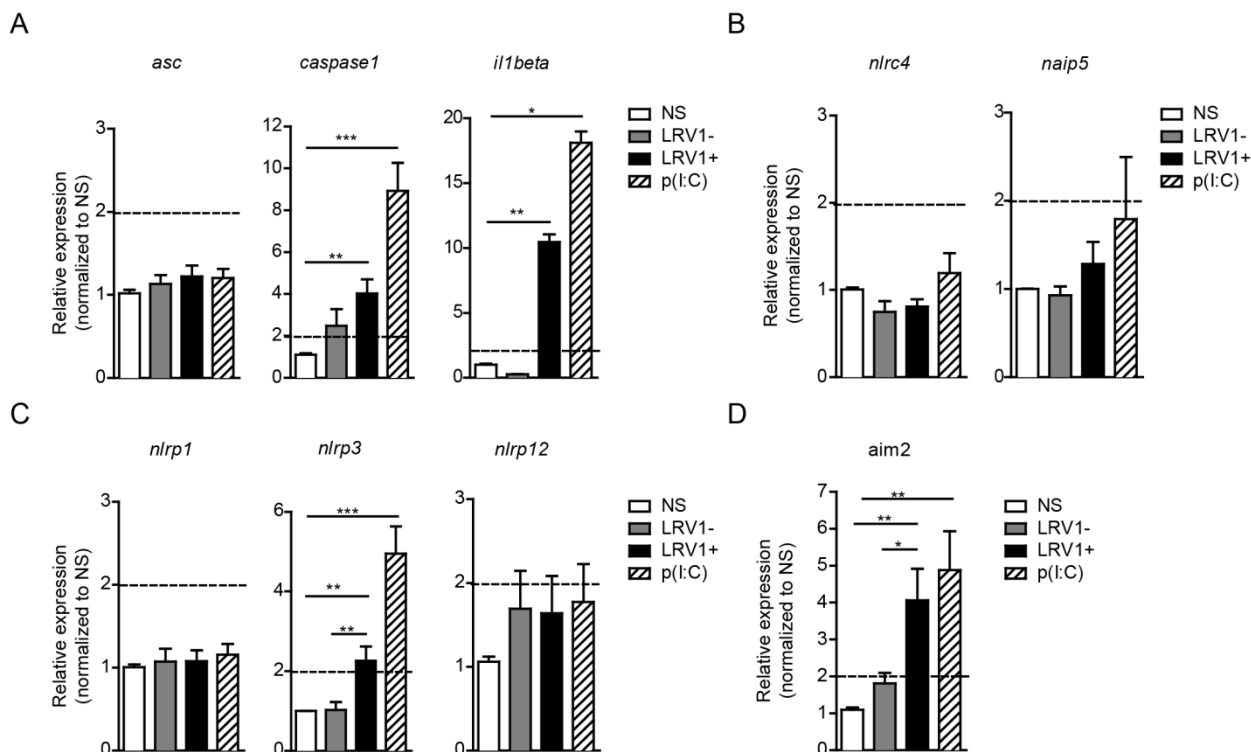 A
asc
caspase1
il1beta
Relative expression
(normalized to NS)
3
2
1
0
12
10
8
6
4
2
0
***
**
20
15
10
5
0
*
**
NS
LRV1-
LRV1+
p(I:C)
B
nlrc4
naip5
Relative expression
(normalized to NS)
3
2
1
0
3
2
1
0
NS
LRV1-
LRV1+
p(I:C)
C
nlrp1
nlrp3
nlrp12
Relative expression
(normalized to NS)
3
2
1
0
6
4
2
0
***
**
**
3
2
1
0
NS
LRV1-
LRV1+
p(I:C)
D
aim2
Relative expression
(normalized to NS)
7
6
5
4
3
2
1
0
**
**
*
NS
LRV1-
LRV1+
p(I:C)